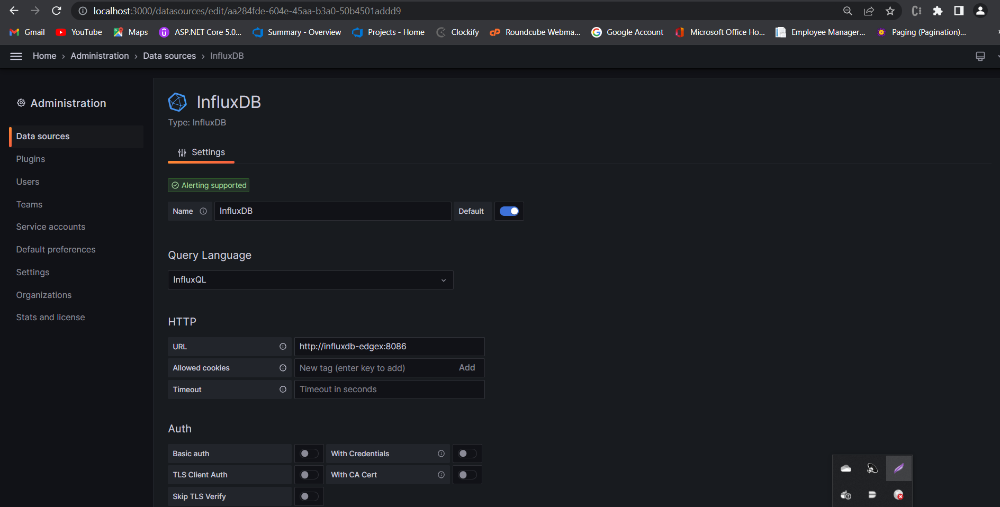 localhost:3000/datasources/edit/aa284fde-604e-45aa-b3a0-50b4501addd9
Gmail YouTube Maps ASP.NET Core 5.0... Summary - Overview Projects - Home Clockify Roundcube Webma... Google Account Microsoft Office Ho... Employee Manager... Paging (Pagination)...
Home › Administration › Data sources › InfluxDB
Administration
Data sources
Plugins
Users
Teams
Service accounts
Default preferences
Settings
Organizations
Stats and license
InfluxDB
Type: InfluxDB
Settings
Alerting supported
Name InfluxDB Default
Query Language
InfluxQL
HTTP
URL http://influxdb-edgex:8086
Allowed cookies New tag (enter key to add) Add
Timeout Timeout in seconds
Auth
Basic auth With Credentials
TLS Client Auth With CA Cert
Skip TLS Verify